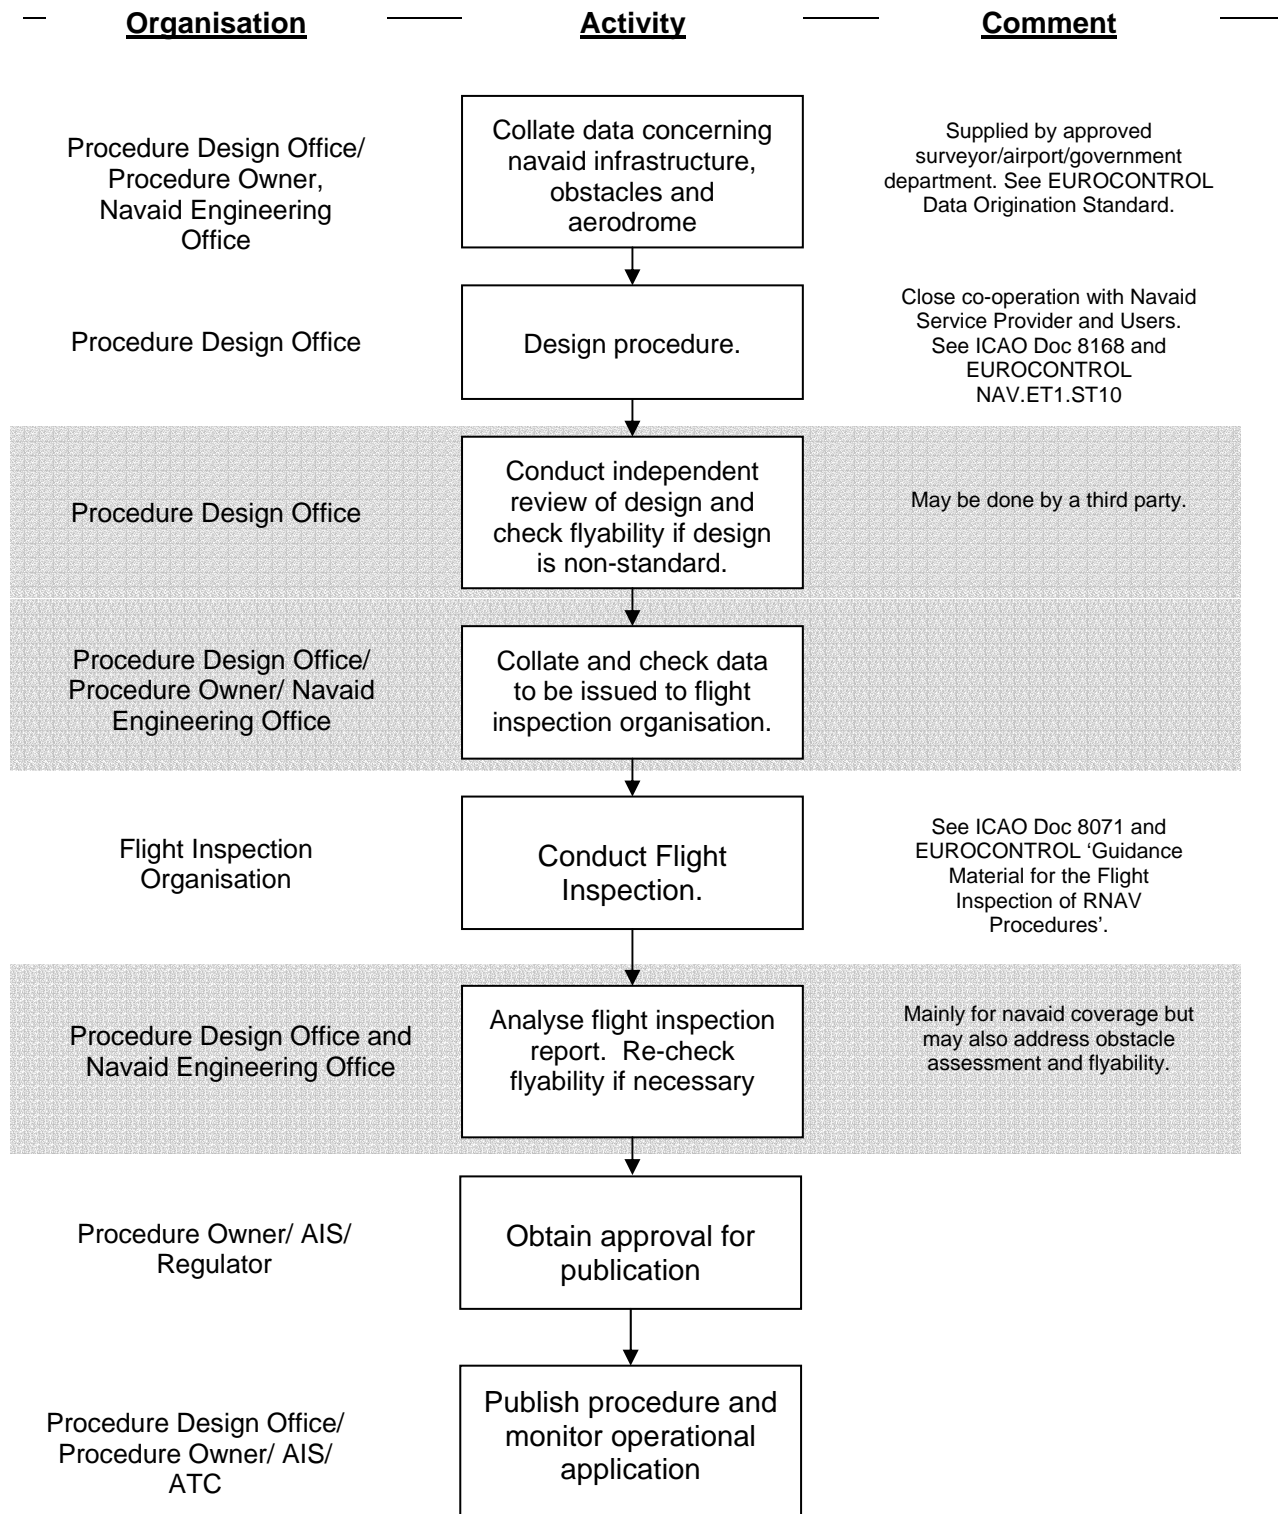 Organisation
Activity
Comment
Procedure Design Office/
Procedure Owner,
Navaid Engineering
Office
Collate data concerning
navaid infrastructure,
obstacles and
aerodrome
Supplied by approved
surveyor/airport/government
department. See EUROCONTROL
Data Origination Standard.
Procedure Design Office
Design procedure.
Close co-operation with Navaid
Service Provider and Users.
See ICAO Doc 8168 and
EUROCONTROL
NAV.ET1.ST10
Procedure Design Office
Conduct independent
review of design and
check flyability if design
is non-standard.
May be done by a third party.
Procedure Design Office/
Procedure Owner/ Navaid
Engineering Office
Collate and check data
to be issued to flight
inspection organisation.
Flight Inspection
Organisation
Conduct Flight
Inspection.
See ICAO Doc 8071 and
EUROCONTROL ‘Guidance
Material for the Flight
Inspection of RNAV
Procedures’.
Procedure Design Office and
Navaid Engineering Office
Analyse flight inspection
report.  Re-check
flyability if necessary
Mainly for navaid coverage but
may also address obstacle
assessment and flyability.
Procedure Owner/ AIS/
Regulator
Obtain approval for
publication
Procedure Design Office/
Procedure Owner/ AIS/
ATC
Publish procedure and
monitor operational
application